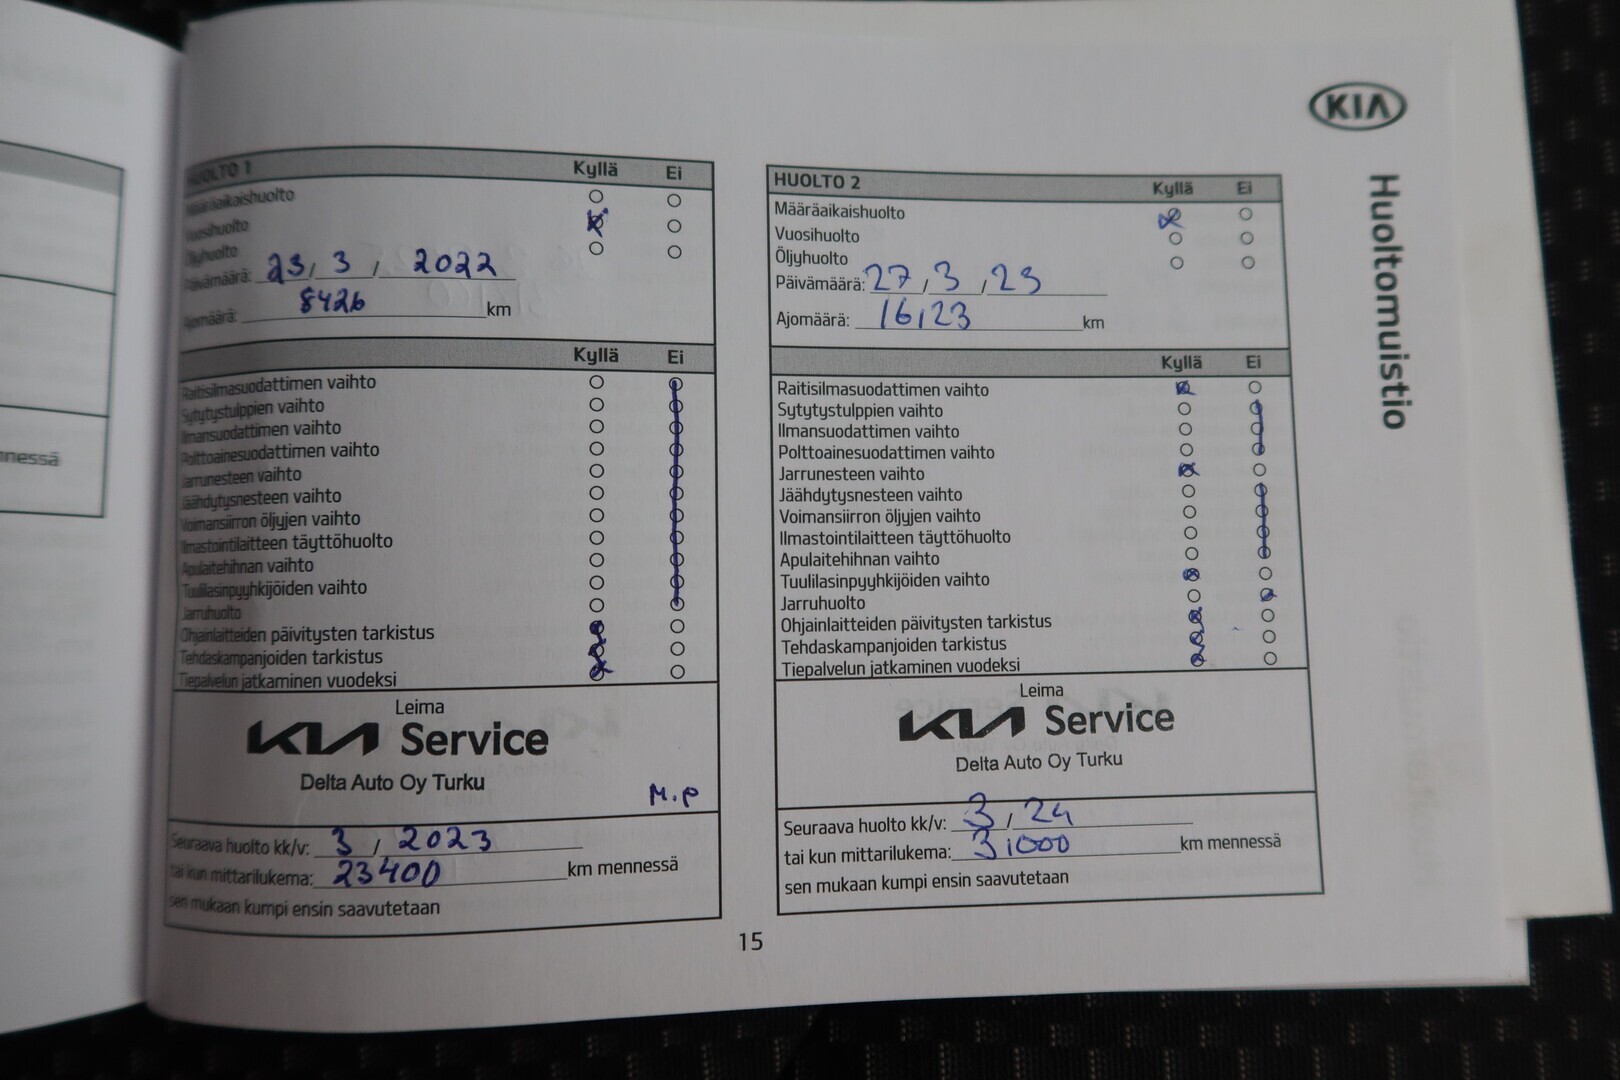 KIA
Huoltomuistio
nnessä
HUOLTO 1 Kyllä Ei
Määräaikaishuolto
Vuosihuolto
Öljyhuolto
Päivämäärä: 23 / 3 / 2022
Ajomäärä: 8426 km
Kyllä Ei
Raitisilmasuodattimen vaihto
Sytytystulppien vaihto
Ilmansuodattimen vaihto
Polttoainesuodattimen vaihto
Jarrunesteen vaihto
Jäähdytysnesteen vaihto
Voimansiirron öljyjen vaihto
Ilmastointilaitteen täyttöhuolto
Apulaitehihnan vaihto
Tuulilasinpyyhkijöiden vaihto
Jarruhuolto
Ohjainlaitteiden päivitysten tarkistus
Tehdaskampanjoiden tarkistus
Tiepalvelun jatkaminen vuodeksi
Leima
KIA Service
Delta Auto Oy Turku
M.P
Seuraava huolto kk/v: 3 / 2023
tai kun mittarilukema: 23400 km mennessä
sen mukaan kumpi ensin saavutetaan
HUOLTO 2 Kyllä Ei
Määräaikaishuolto
Vuosihuolto
Öljyhuolto
Päivämäärä: 27 / 3 / 23
Ajomäärä: 16123 km
Kyllä Ei
Raitisilmasuodattimen vaihto
Sytytystulppien vaihto
Ilmansuodattimen vaihto
Polttoainesuodattimen vaihto
Jarrunesteen vaihto
Jäähdytysnesteen vaihto
Voimansiirron öljyjen vaihto
Ilmastointilaitteen täyttöhuolto
Apulaitehihnan vaihto
Tuulilasinpyyhkijöiden vaihto
Jarruhuolto
Ohjainlaitteiden päivitysten tarkistus
Tehdaskampanjoiden tarkistus
Tiepalvelun jatkaminen vuodeksi
Leima
KIA Service
Delta Auto Oy Turku
Seuraava huolto kk/v: 3 / 24
tai kun mittarilukema: 31000 km mennessä
sen mukaan kumpi ensin saavutetaan
15